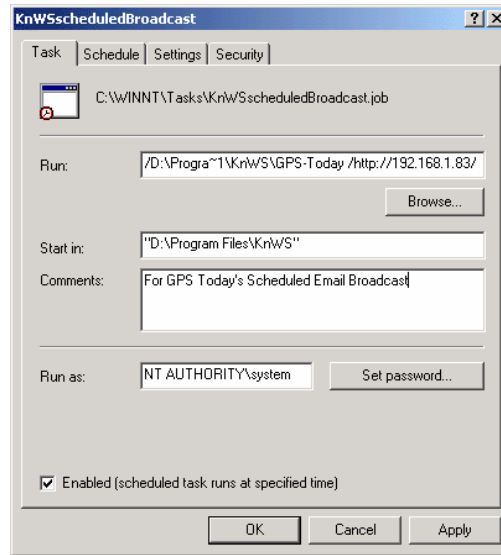 KnWSscheduledBroadcast
Task Schedule Settings Security
C:\WINNT\Tasks\KnWSscheduledBroadcast.job
Run: /D:\Progra~1\KnWS\GPS-Today /http://192.168.1.83/
Browse...
Start in: "D:\Program Files\KnWS"
Comments: For GPS Today's Scheduled Email Broadcast
Run as: NT AUTHORITY\system Set password...
Enabled (scheduled task runs at specified time)
OK Cancel Apply